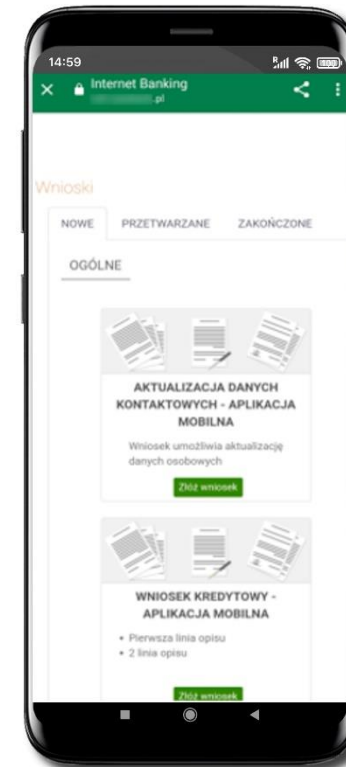 14:59
Internet Banking
.pl
Wnioski
NOWE PRZETWARZANE ZAKOŃCZONE
OGÓLNE
AKTUALIZACJA DANYCH
KONTAKTOWYCH - APLIKACJA
MOBILNA
Wniosek umożliwia aktualizację
danych osobowych
Złóż wniosek
WNIOSEK KREDYTOWY -
APLIKACJA MOBILNA
• Pierwsza linia opisu
• 2 linia opisu
Złóż wniosek